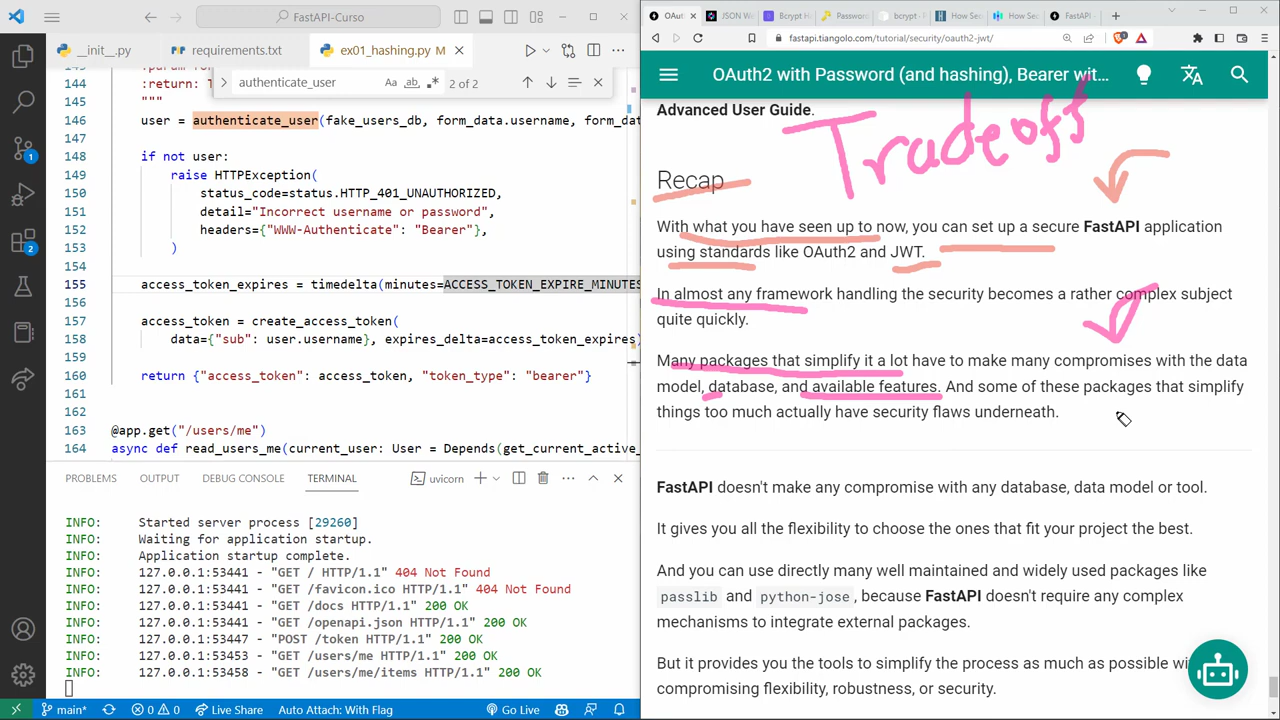 FastAPI-Curso
__init__.py
requirements.txt
ex01_hashing.py M
authenticate_user
Aa
ab
.*
2 of 2
144
:return: T
145
"""
146
user = authenticate_user(fake_users_db, form_data.username, form_dat
147
148
if not user:
149
raise HTTPException(
150
status_code=status.HTTP_401_UNAUTHORIZED,
151
detail="Incorrect username or password",
152
headers={"WWW-Authenticate": "Bearer"},
153
)
154
155
access_token_expires = timedelta(minutes=ACCESS_TOKEN_EXPIRE_MINUTES
156
157
access_token = create_access_token(
158
data={"sub": user.username}, expires_delta=access_token_expires)
159
160
return {"access_token": access_token, "token_type": "bearer"}
161
162
163
@app.get("/users/me")
164
async def read_users_me(current_user: User = Depends(get_current_active_
1
2
PROBLEMS OUTPUT DEBUG CONSOLE TERMINAL
uvicorn
INFO: Started server process [29260]
INFO: Waiting for application startup.
INFO: Application startup complete.
INFO: 127.0.0.1:53441 - "GET / HTTP/1.1" 404 Not Found
INFO: 127.0.0.1:53441 - "GET /favicon.ico HTTP/1.1" 404 Not Found
INFO: 127.0.0.1:53441 - "GET /docs HTTP/1.1" 200 OK
INFO: 127.0.0.1:53441 - "GET /openapi.json HTTP/1.1" 200 OK
INFO: 127.0.0.1:53447 - "POST /token HTTP/1.1" 200 OK
INFO: 127.0.0.1:53453 - "GET /users/me HTTP/1.1" 200 OK
INFO: 127.0.0.1:53458 - "GET /users/me/items HTTP/1.1" 200 OK
main* 0 0 Live Share Auto Attach: With Flag Go Live
OAut
JSON W
Bcrypt H
Password
bcrypt -
How Sec
How Sec
FastAPI -
fastapi.tiangolo.com/tutorial/security/oauth2-jwt/
OAuth2 with Password (and hashing), Bearer wit...
Advanced User Guide.
Tradeoff
Recap
With what you have seen up to now, you can set up a secure FastAPI application
using standards like OAuth2 and JWT.
In almost any framework handling the security becomes a rather complex subject
quite quickly.
Many packages that simplify it a lot have to make many compromises with the data
model, database, and available features. And some of these packages that simplify
things too much actually have security flaws underneath.
FastAPI doesn't make any compromise with any database, data model or tool.
It gives you all the flexibility to choose the ones that fit your project the best.
And you can use directly many well maintained and widely used packages like
passlib and python-jose, because FastAPI doesn't require any complex
mechanisms to integrate external packages.
But it provides you the tools to simplify the process as much as possible wi
compromising flexibility, robustness, or security.